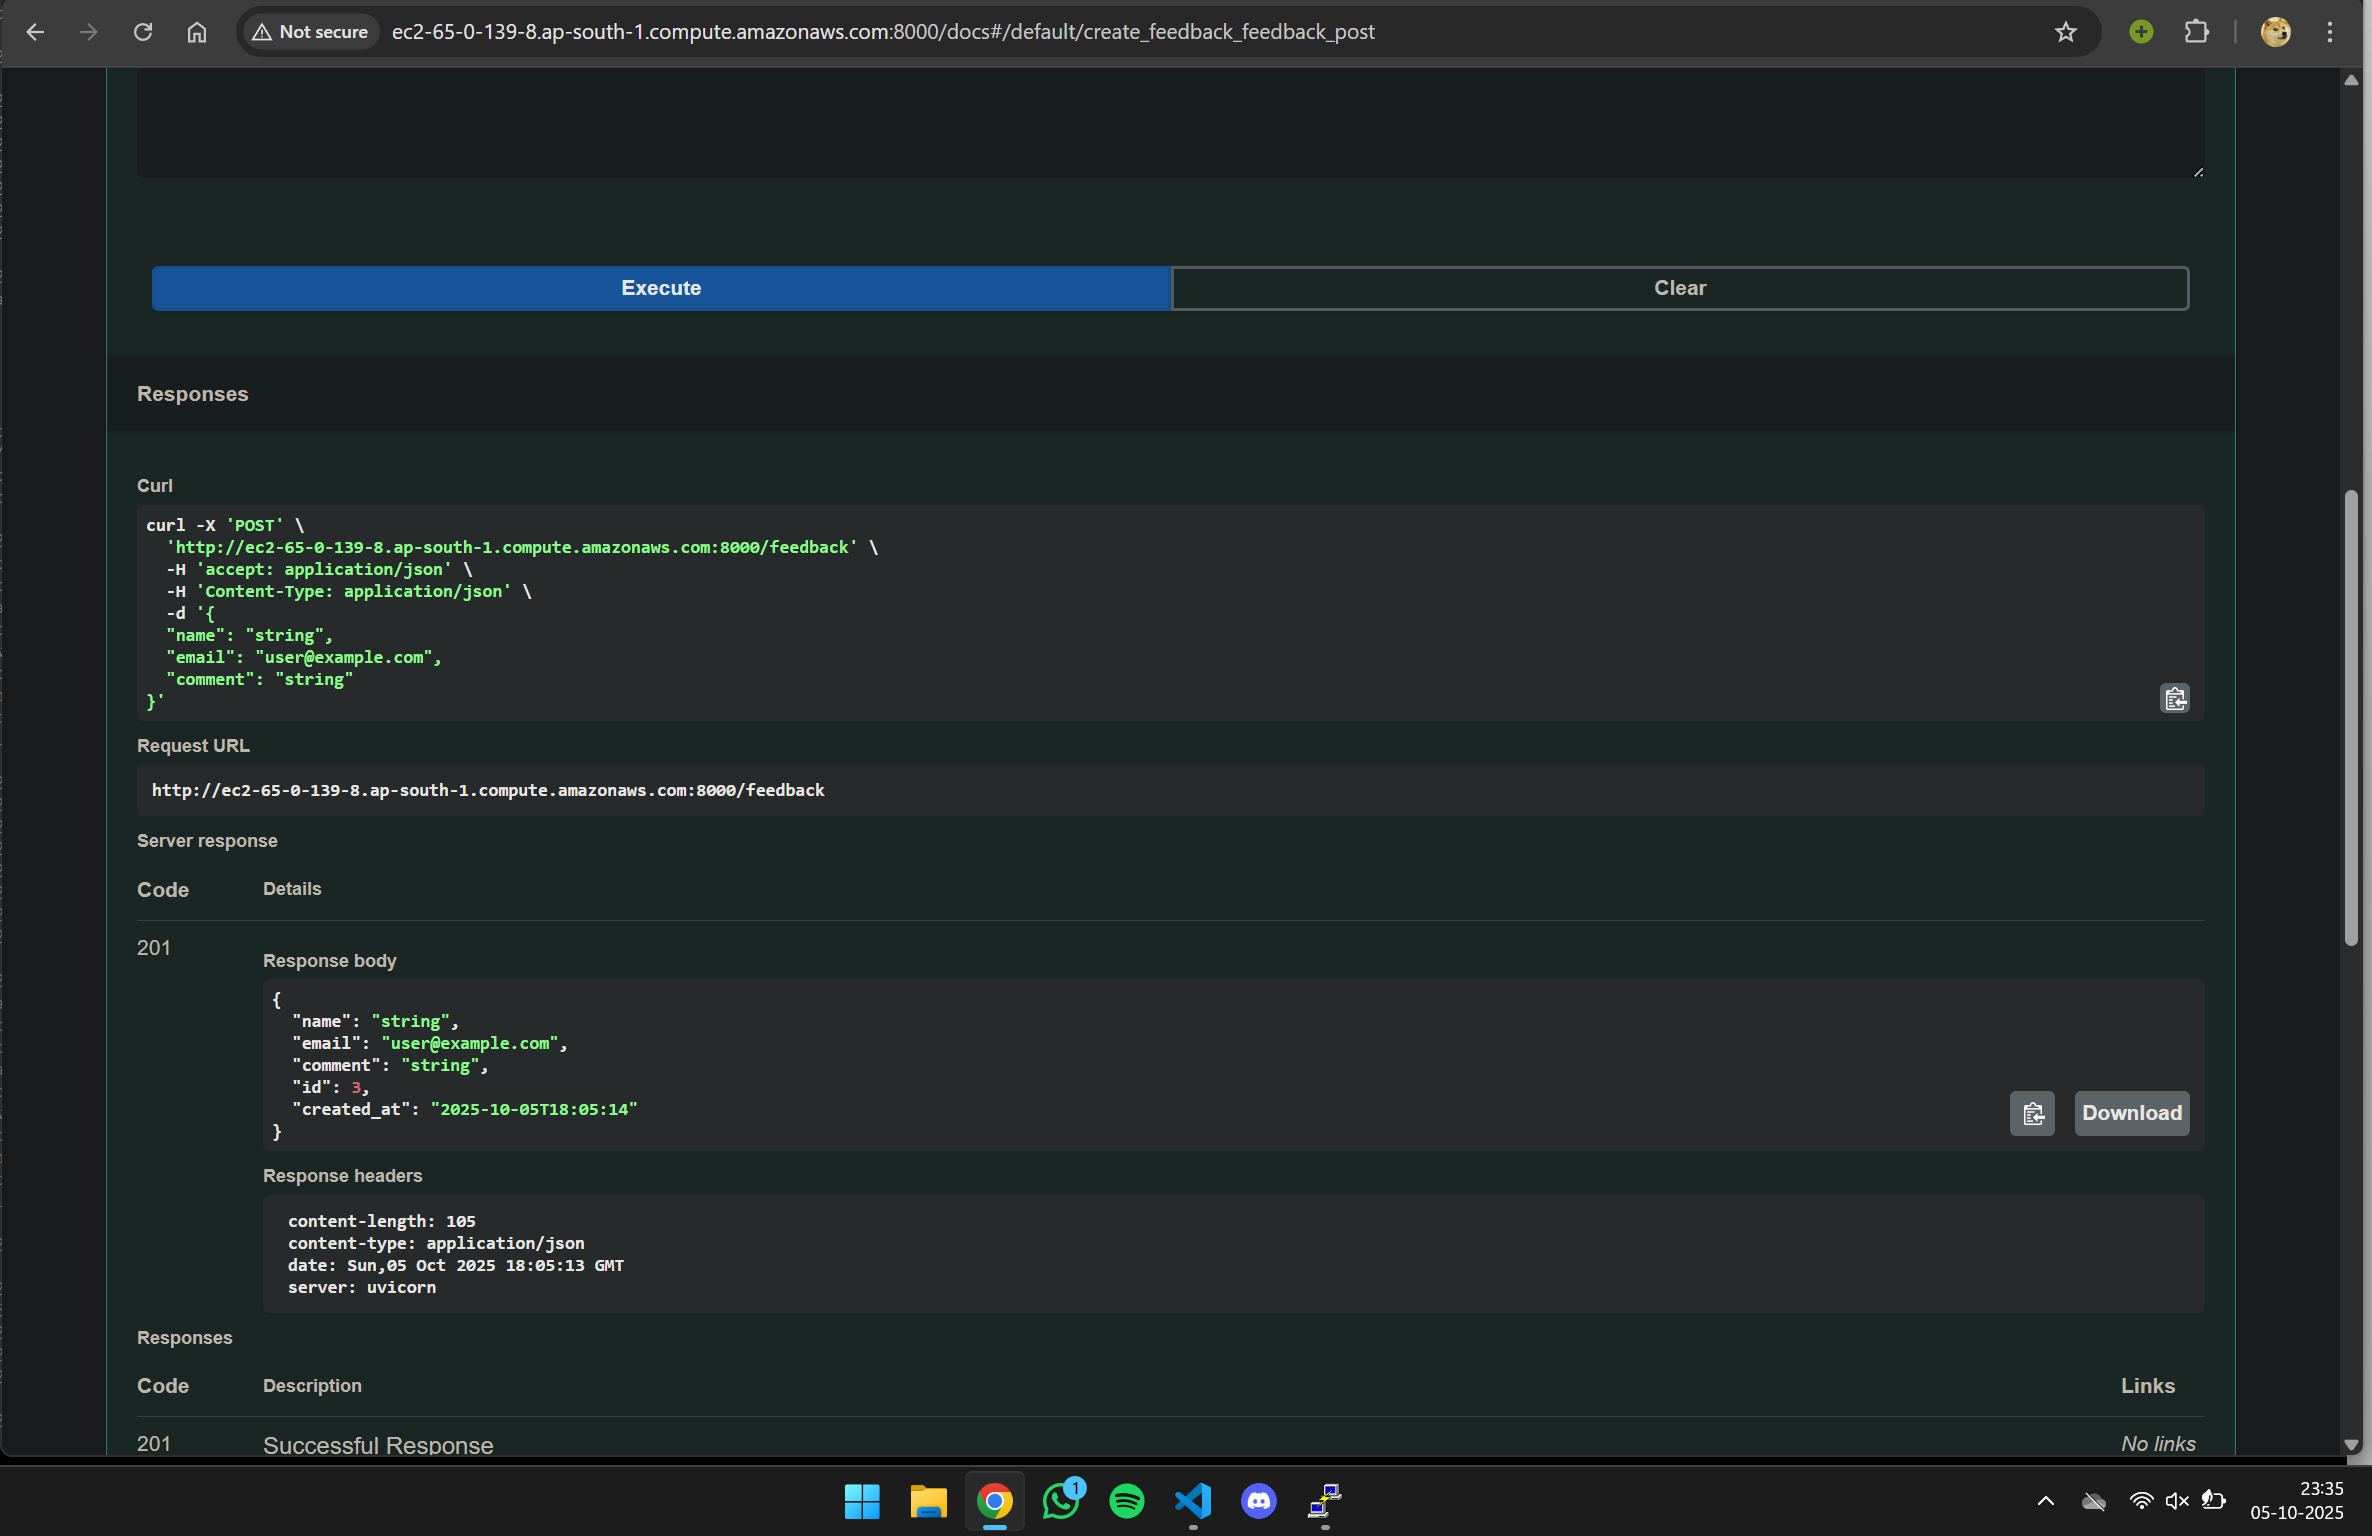 Not secure
ec2-65-0-139-8.ap-south-1.compute.amazonaws.com:8000/docs#/default/create_feedback_feedback_post
Execute
Clear
Responses
Curl
curl -X 'POST' \
'http://ec2-65-0-139-8.ap-south-1.compute.amazonaws.com:8000/feedback' \
-H 'accept: application/json' \
-H 'Content-Type: application/json' \
-d '{
"name": "string",
"email": "user@example.com",
"comment": "string"
}'
Request URL
http://ec2-65-0-139-8.ap-south-1.compute.amazonaws.com:8000/feedback
Server response
Code Details
201
Response body
{
"name": "string",
"email": "user@example.com",
"comment": "string",
"id": 3,
"created_at": "2025-10-05T18:05:14"
}
Download
Response headers
content-length: 105
content-type: application/json
date: Sun,05 Oct 2025 18:05:13 GMT
server: uvicorn
Responses
Code Description Links
201 Successful Response No links
1
23:35
05-10-2025